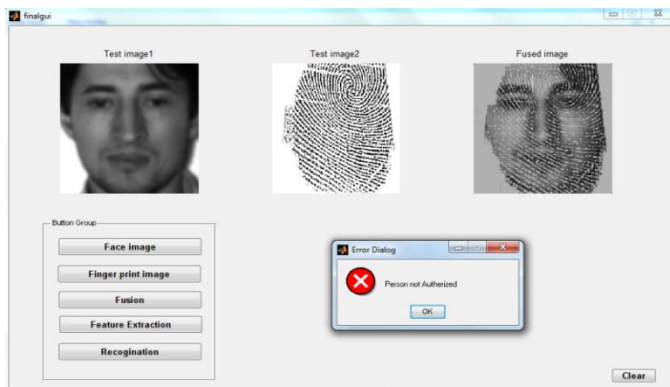 finalgui
Test image1
Test image2
Fused image
Button Group
Face image
Finger print image
Fusion
Feature Extraction
Recogination
Error Dialog
Person not Autherized
OK
Clear